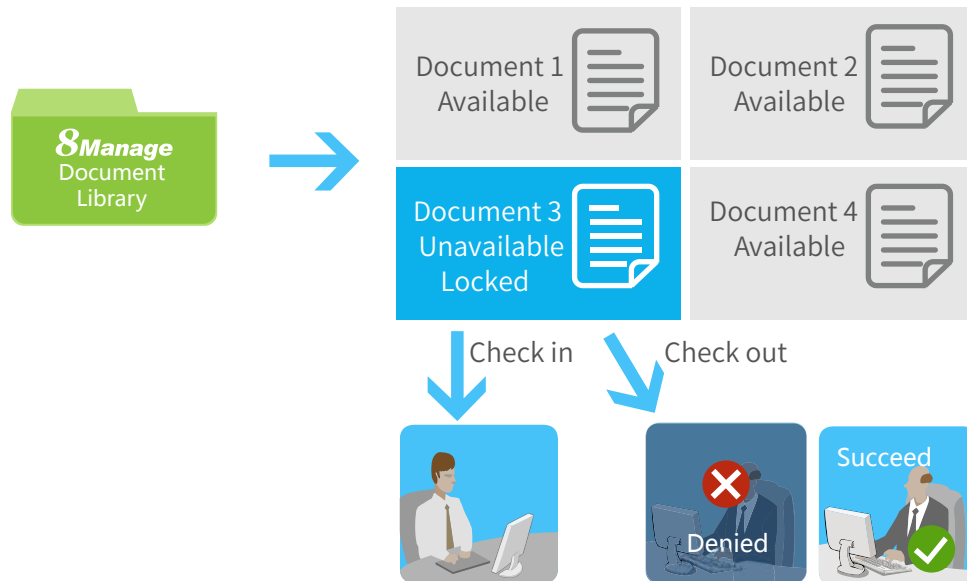 8Manage
Document
Library
Document 1
Available
Document 2
Available
Document 3
Unavailable
Locked
Document 4
Available
Check in
Check out
Denied
Succeed